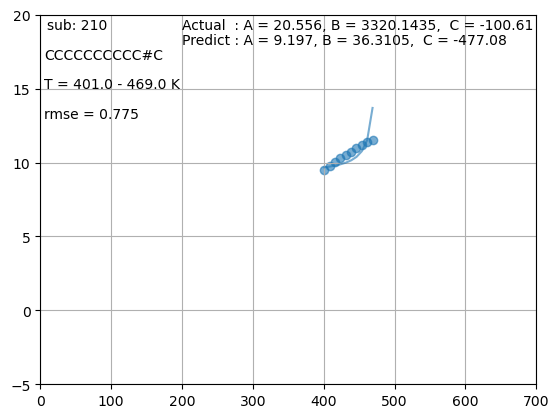 sub: 210
Actual  : A = 20.556, B = 3320.1435,  C = -100.61
Predict : A = 9.197, B = 36.3105,  C = -477.08
CCCCCCCCCC#C
T = 401.0 - 469.0 K
rmse = 0.775
20
15
10
5
0
−5
0 100 200 300 400 500 600 700